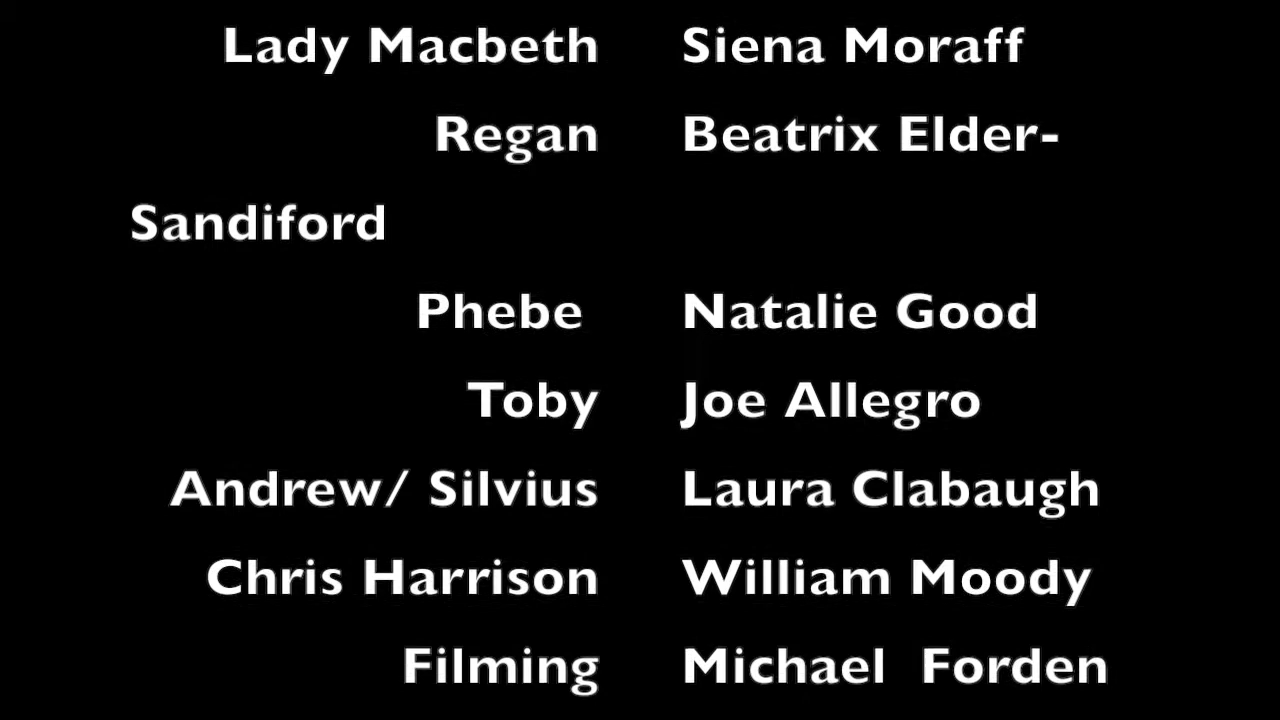 Lady Macbeth Siena Moraff
Regan Beatrix Elder-
Sandiford
Phebe Natalie Good
Toby Joe Allegro
Andrew/ Silvius Laura Clabaugh
Chris Harrison William Moody
Filming Michael Forden